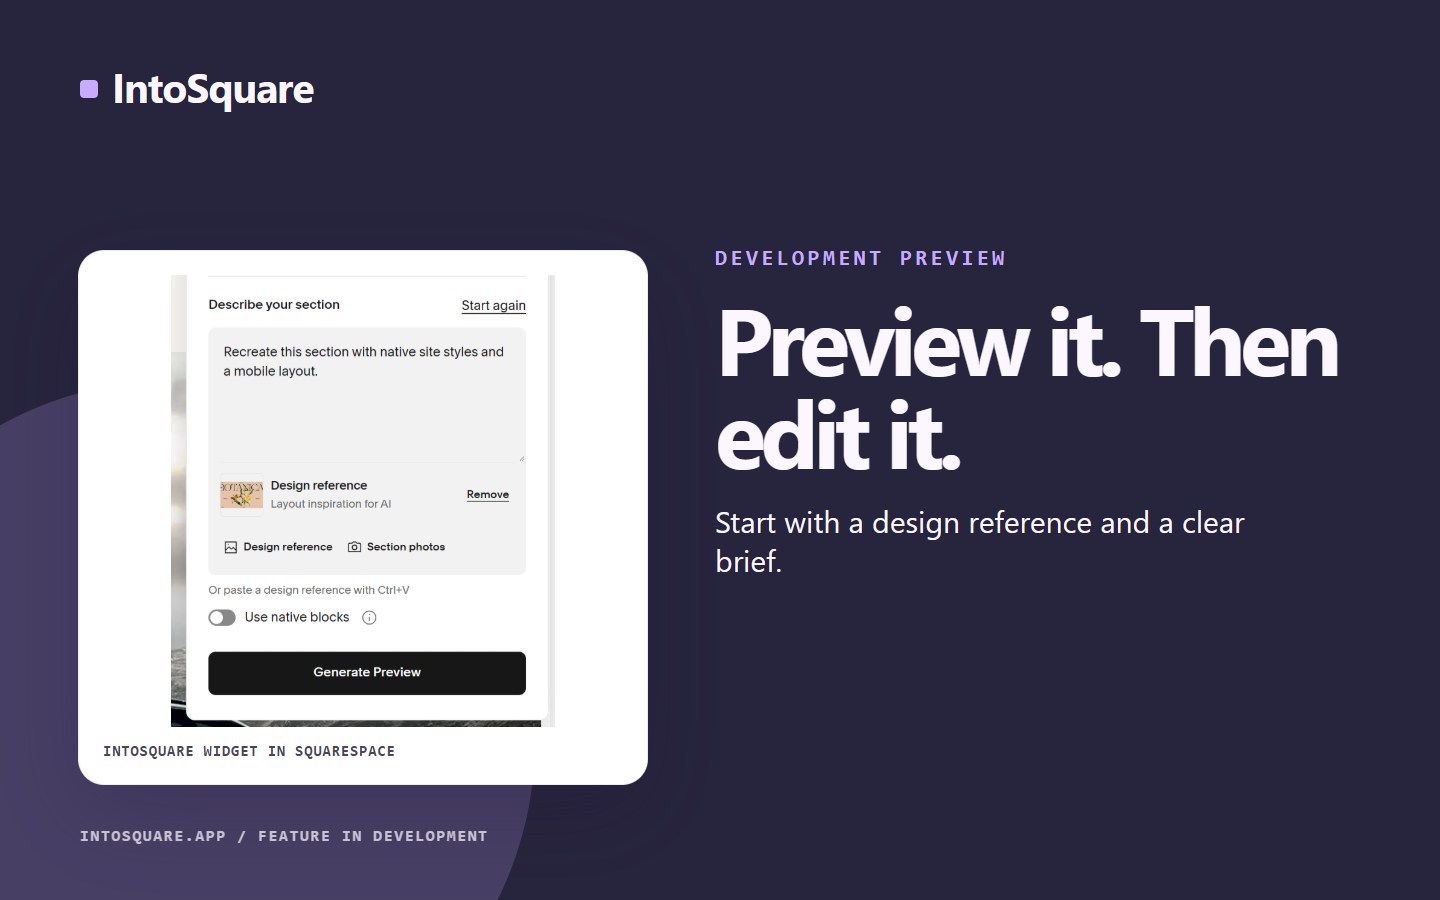 IntoSquare
Describe your section
Start again
Recreate this section with native site styles and
a mobile layout.
Design reference
Layout inspiration for AI
Remove
Design reference
Section photos
Or paste a design reference with Ctrl+V
Use native blocks
Generate Preview
INTOSQUARE WIDGET IN SQUARESPACE
DEVELOPMENT PREVIEW
Preview it. Then
edit it.
Start with a design reference and a clear
brief.
INTOSQUARE.APP / FEATURE IN DEVELOPMENT